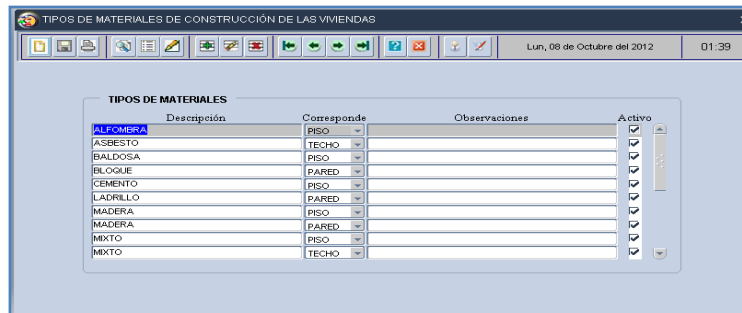 TIPOS DE MATERIALES DE CONSTRUCCIÓN DE LAS VIVIENDAS
Lun, 08 de Octubre del 2012 01:39
TIPOS DE MATERIALES
Descripción Corresponde Observaciones Activo
ALFOMBRA PISO
ASBESTO TECHO
BALDOSA PISO
BLOQUE PARED
CEMENTO PISO
LADRILLO PARED
MADERA PISO
MADERA PARED
MIXTO PISO
MIXTO TECHO